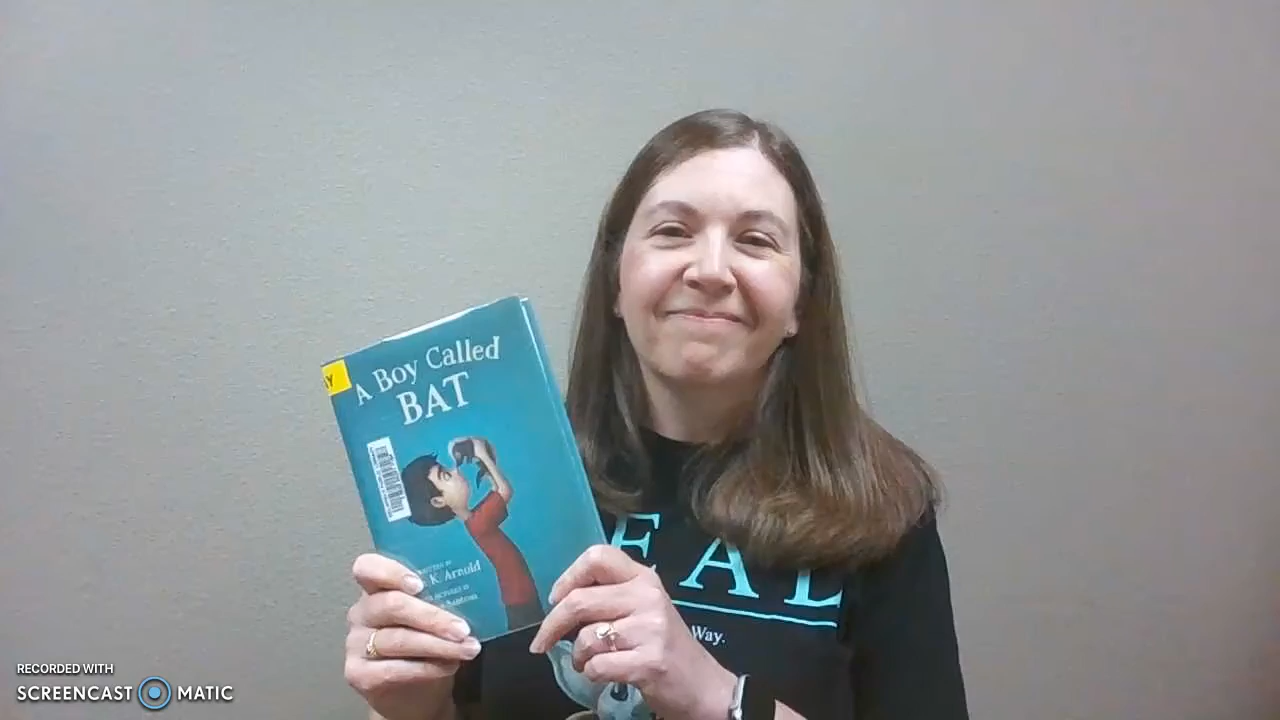 A Boy Called
BAT
K. Arnold
EAL
Way.
RECORDED WITH
SCREENCAST MATIC